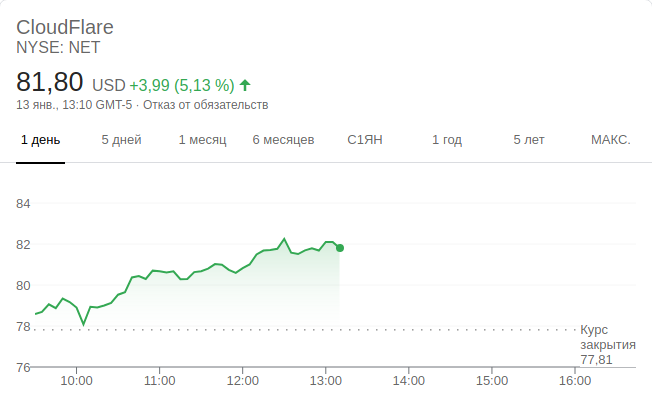 CloudFlare
NYSE: NET
81,80 USD +3,99 (5,13 %)
13 янв., 13:10 GMT-5 · Отказ от обязательств
1 день 5 дней 1 месяц 6 месяцев С1ЯН 1 год 5 лет МАКС.
84
82
80
78
Курс
закрытия
77,81
76
10:00 11:00 12:00 13:00 14:00 15:00 16:00